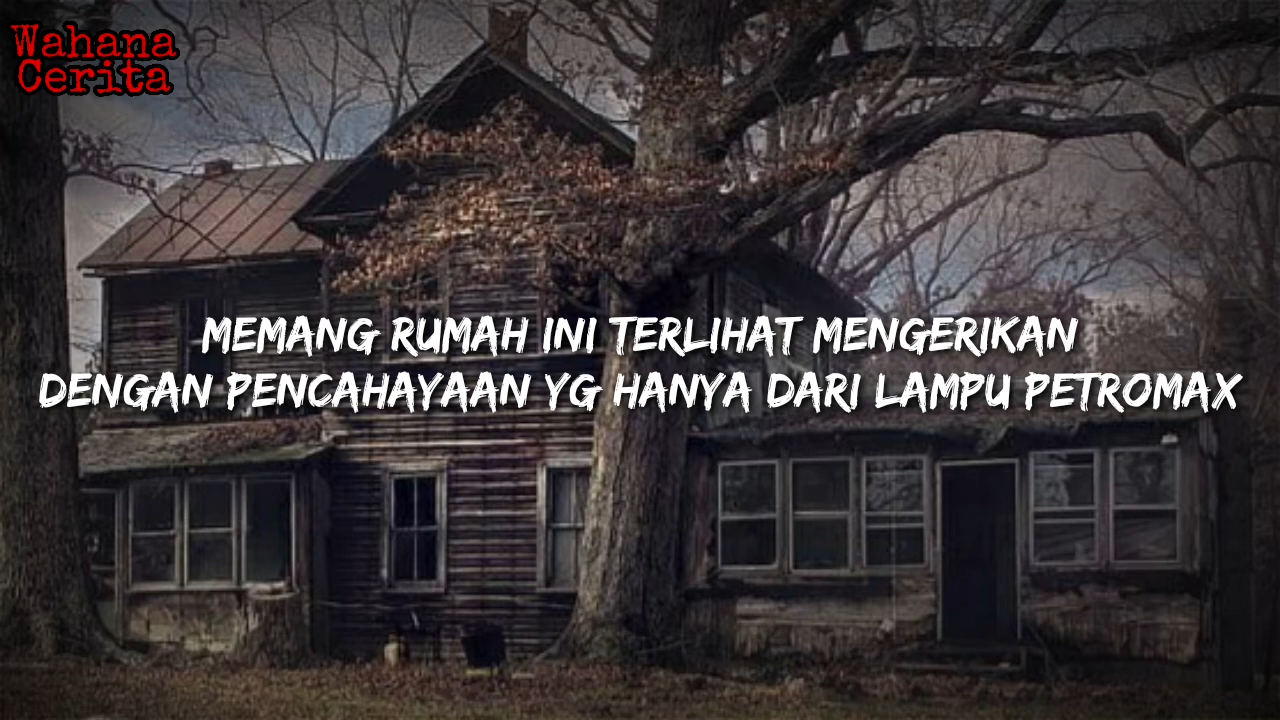 Wahana
Cerita
MEMANG RUMAH INI TERLIHAT MENGERIKAN
DENGAN PENCAHAYAAN YG HANYA DARI LAMPU PETROMAX